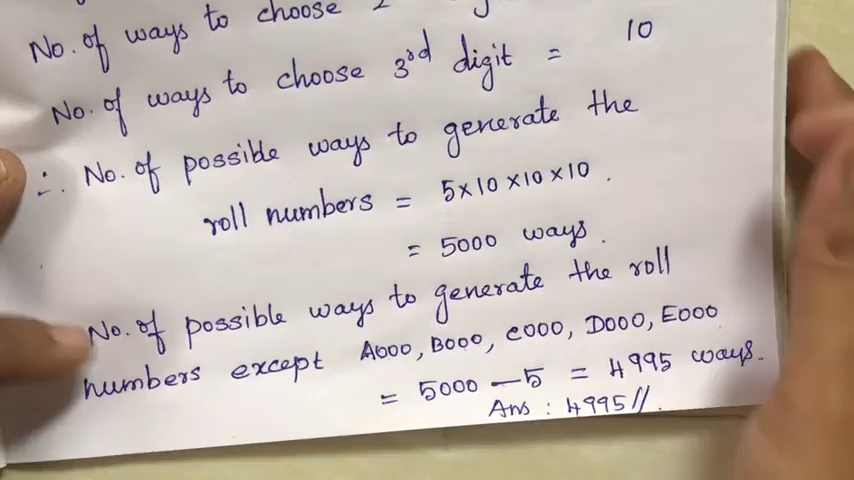 No. of ways to choose
No. of ways to choose 3rd digit = 10
∴ No. of possible ways to generate the
roll numbers = 5×10×10×10.
= 5000 ways.
No. of possible ways to generate the roll
numbers except A000, B000, C000, D000, E000
= 5000 — 5 = 4995 ways.
Ans : 4995//.